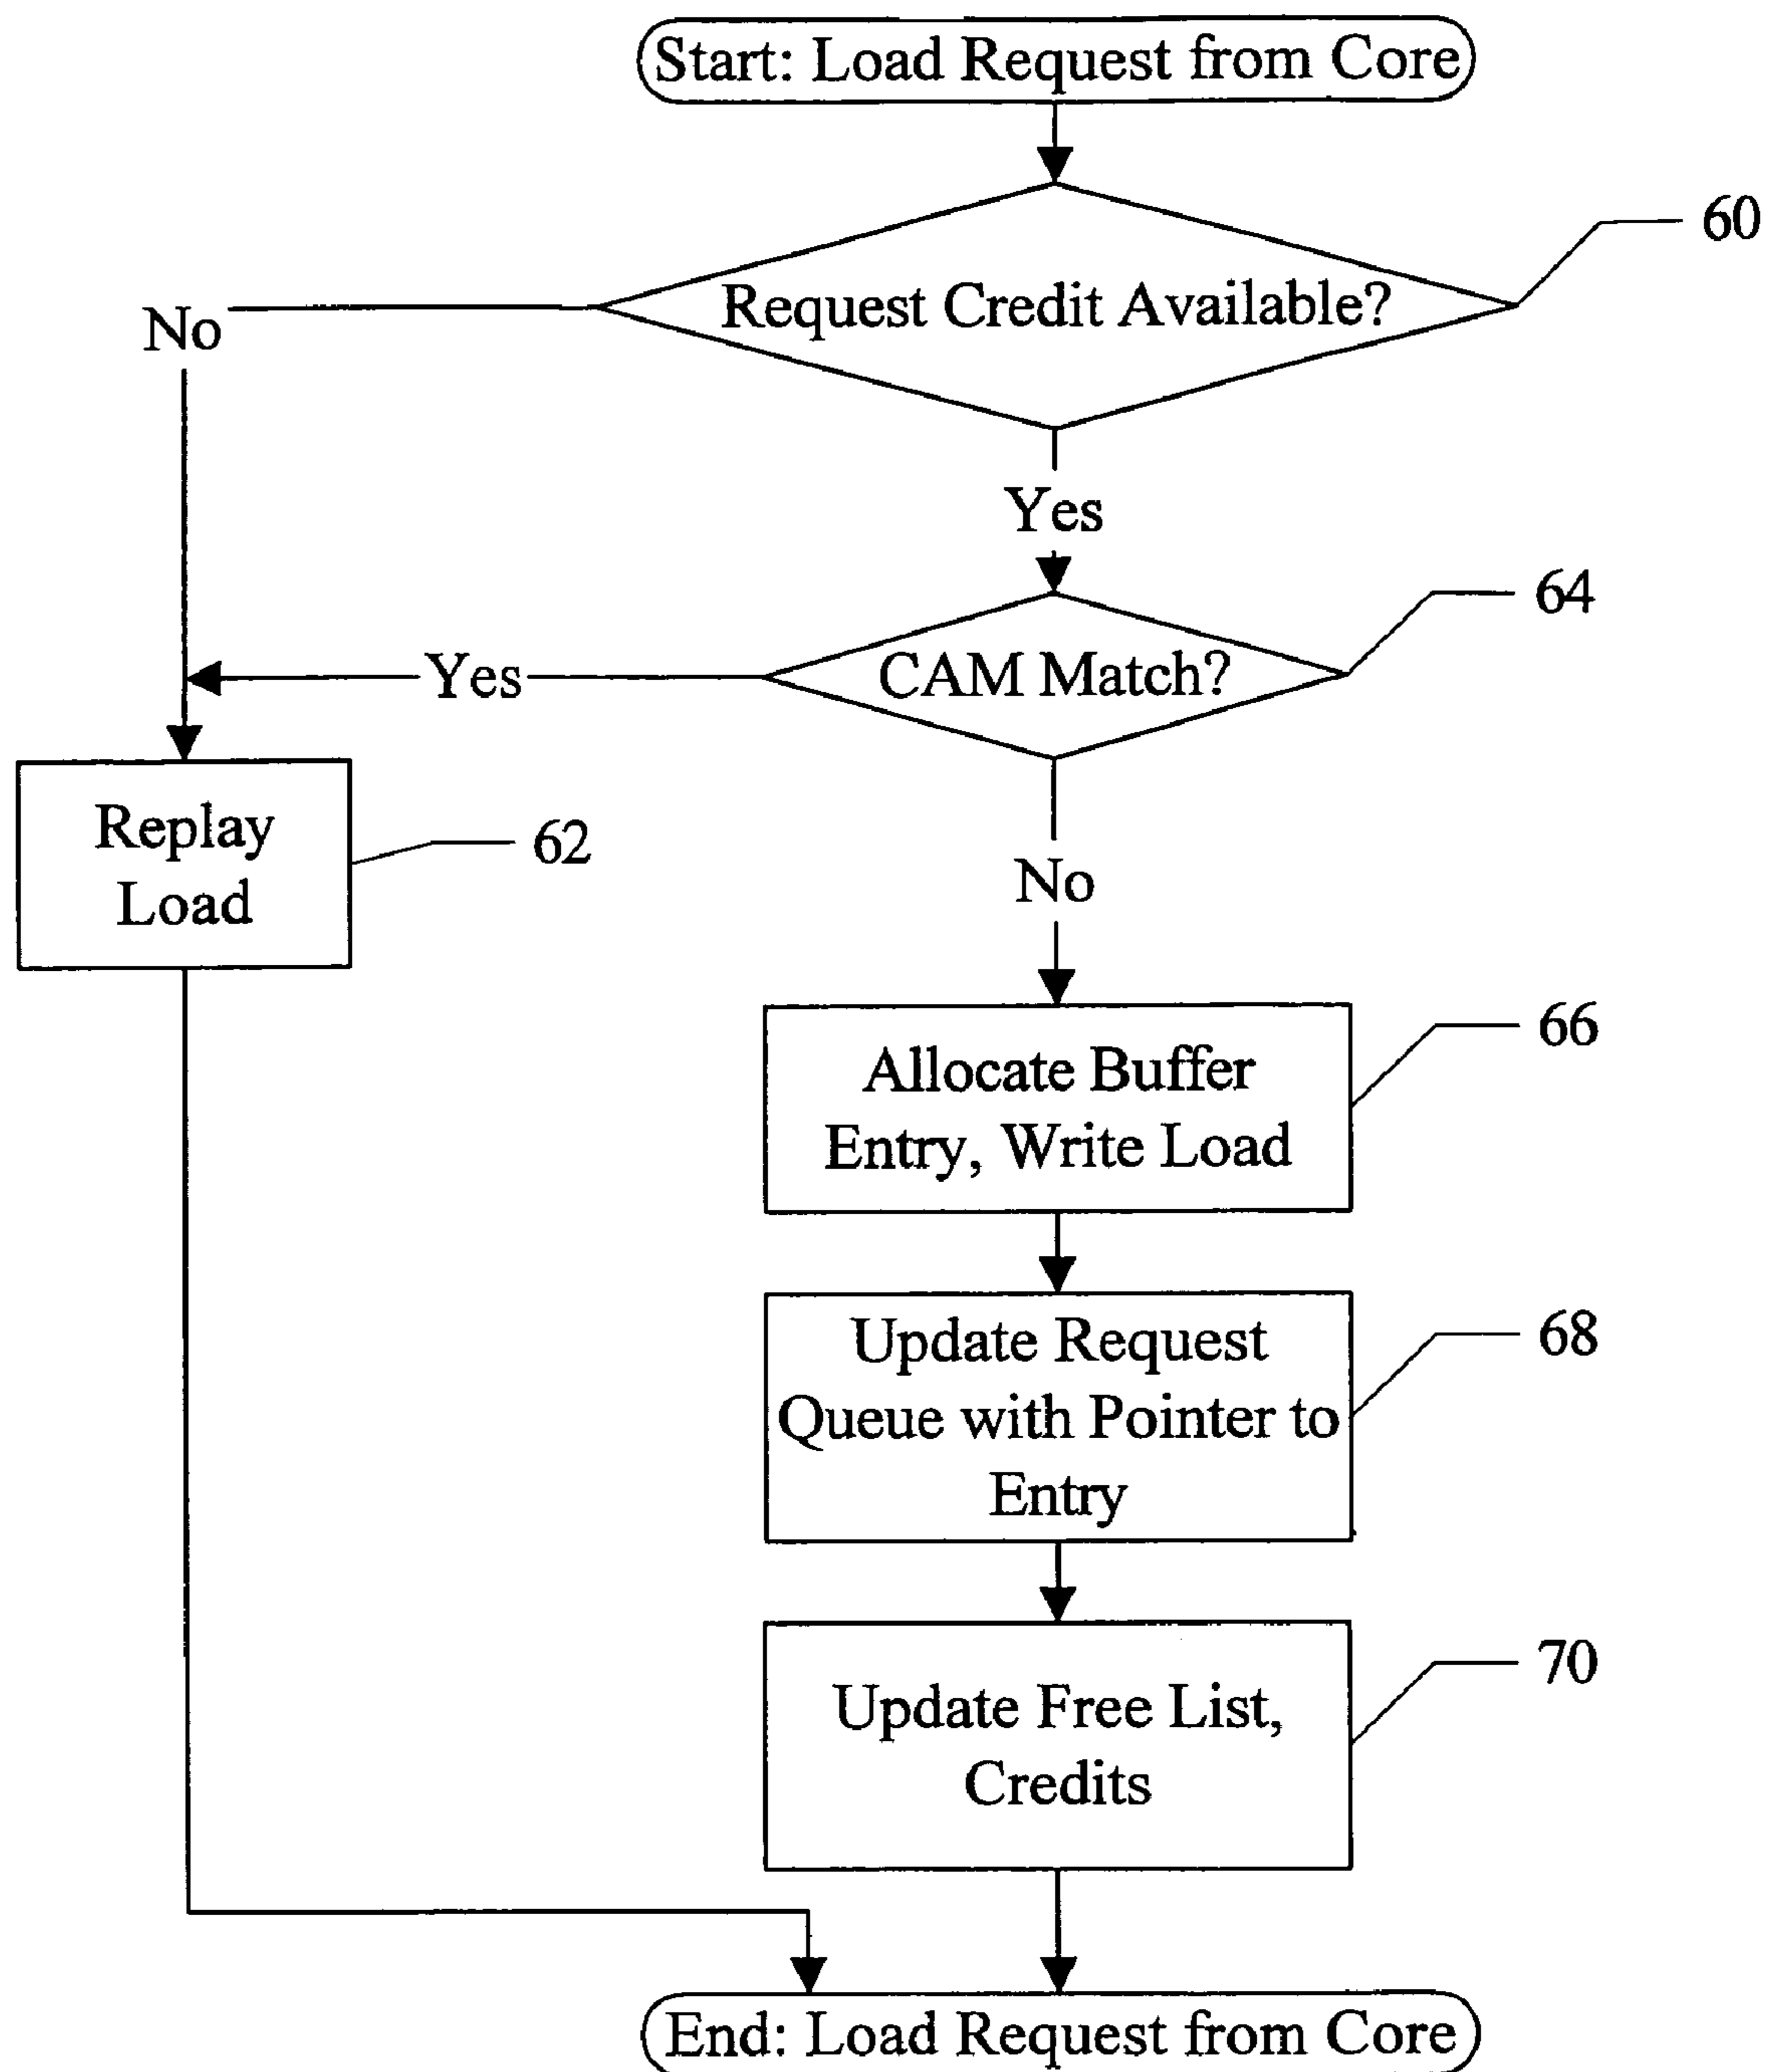 Start: Load Request from Core
60
Request Credit Available?
No
Yes
64
CAM Match?
Yes
Replay
Load
62
No
66
Allocate Buffer
Entry, Write Load
68
Update Request
Queue with Pointer to
Entry
70
Update Free List,
Credits
End: Load Request from Core